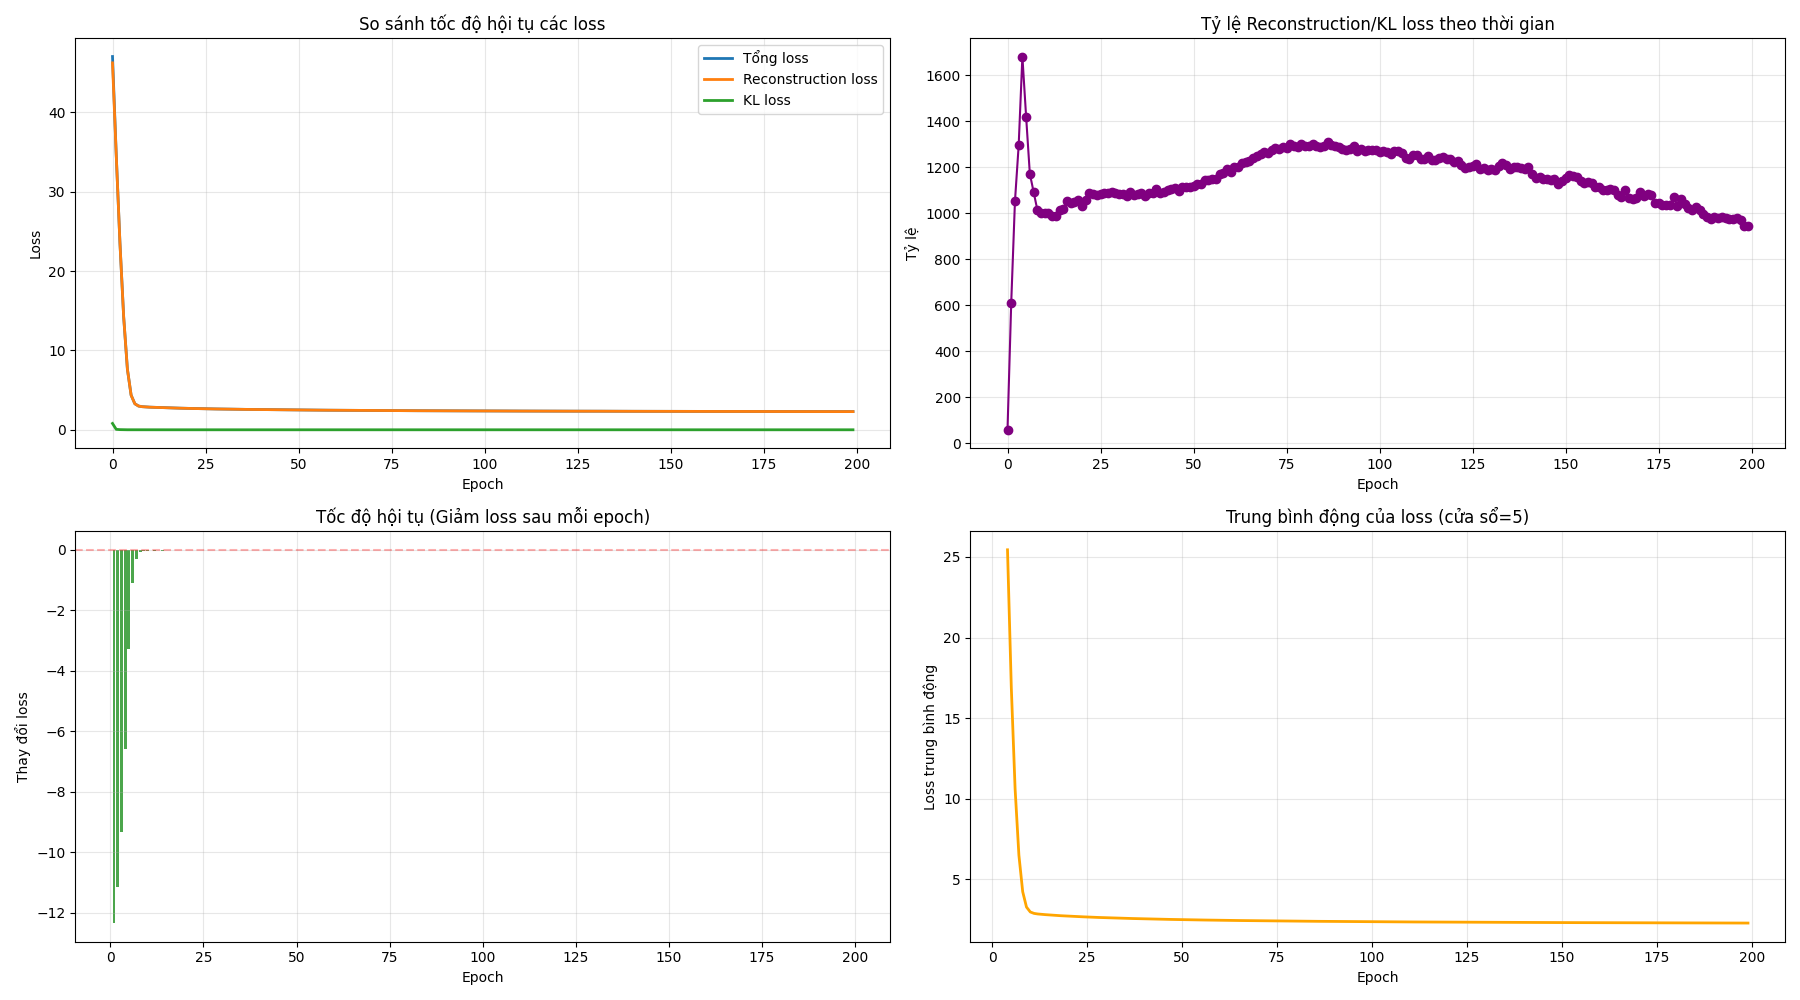 So sánh tốc độ hội tụ các loss
Loss
40
30
20
10
0
Tổng loss
Reconstruction loss
KL loss
0 25 50 75 100 125 150 175 200
Epoch
Tỷ lệ Reconstruction/KL loss theo thời gian
Tỷ lệ
1600
1400
1200
1000
800
600
400
200
0
0 25 50 75 100 125 150 175 200
Epoch
Tốc độ hội tụ (Giảm loss sau mỗi epoch)
Thay đổi loss
0
−2
−4
−6
−8
−10
−12
0 25 50 75 100 125 150 175 200
Epoch
Trung bình động của loss (cửa sổ=5)
Loss trung bình động
25
20
15
10
5
0 25 50 75 100 125 150 175 200
Epoch